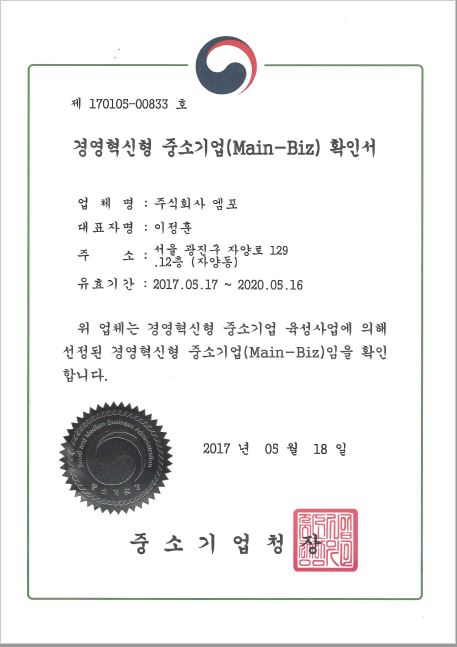 제 170105-00833 호
경영혁신형 중소기업(Main-Biz) 확인서
업 체 명 : 주식회사 엠포
대표자명 : 이정훈
주 소 : 서울 광진구 자양로 129
.12층 (자양동)
유효기간 : 2017.05.17 ~ 2020.05.16
위 업체는 경영혁신형 중소기업 육성사업에 의해
선정된 경영혁신형 중소기업(Main-Biz)임을 확인
합니다.
2017 년 05 월 18 일
Small and Medium Business Administration
중소기업청
중소기업청장